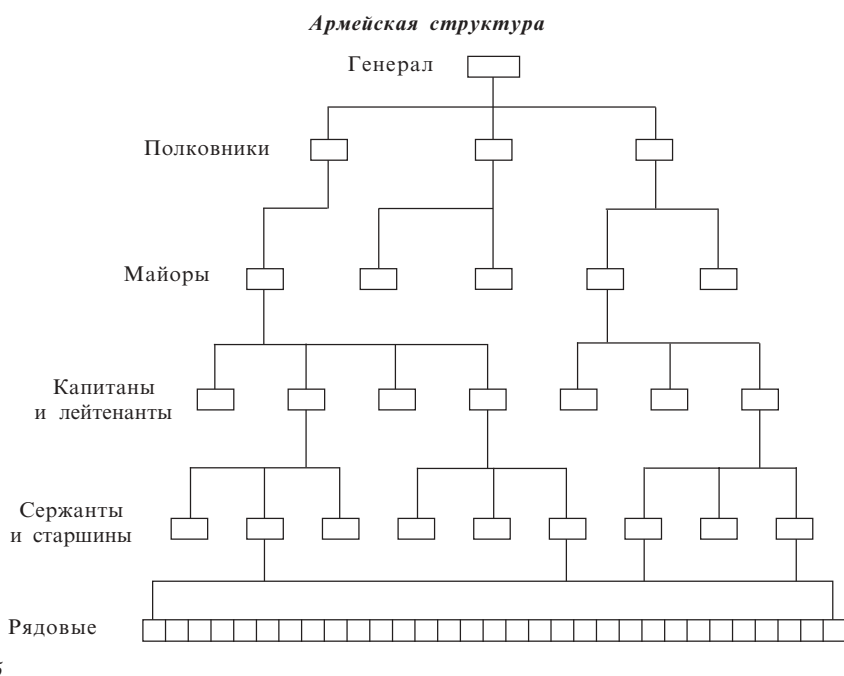 Армейская структура
Генерал
Полковники
Майоры
Капитаны
и лейтенанты
Сержанты
и старшины
Рядовые